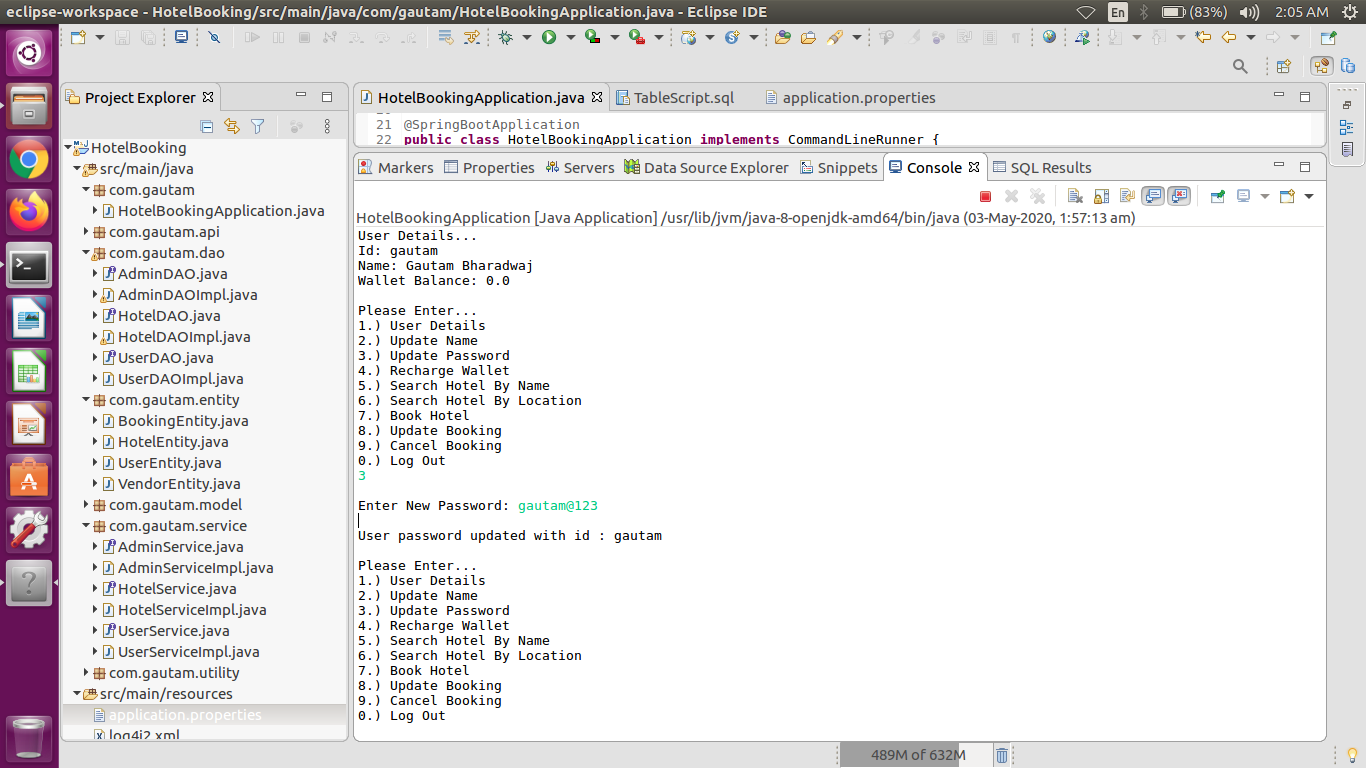 eclipse-workspace - HotelBooking/src/main/java/com/gautam/HotelBookingApplication.java - Eclipse IDE
En
(83%)
2:05 AM
Project Explorer
HotelBooking
src/main/java
com.gautam
HotelBookingApplication.java
com.gautam.api
com.gautam.dao
AdminDAO.java
AdminDAOImpl.java
HotelDAO.java
HotelDAOImpl.java
UserDAO.java
UserDAOImpl.java
com.gautam.entity
BookingEntity.java
HotelEntity.java
UserEntity.java
VendorEntity.java
com.gautam.model
com.gautam.service
AdminService.java
AdminServiceImpl.java
HotelService.java
HotelServiceImpl.java
UserService.java
UserServiceImpl.java
com.gautam.utility
src/main/resources
application.properties
log4j2.xml
HotelBookingApplication.java
TableScript.sql
application.properties
21 @SpringBootApplication
22 public class HotelBookingApplication implements CommandLineRunner {
Markers
Properties
Servers
Data Source Explorer
Snippets
Console
SQL Results
HotelBookingApplication [Java Application] /usr/lib/jvm/java-8-openjdk-amd64/bin/java (03-May-2020, 1:57:13 am)
User Details...
Id: gautam
Name: Gautam Bharadwaj
Wallet Balance: 0.0
Please Enter...
1.) User Details
2.) Update Name
3.) Update Password
4.) Recharge Wallet
5.) Search Hotel By Name
6.) Search Hotel By Location
7.) Book Hotel
8.) Update Booking
9.) Cancel Booking
0.) Log Out
3
Enter New Password: gautam@123
User password updated with id : gautam
Please Enter...
1.) User Details
2.) Update Name
3.) Update Password
4.) Recharge Wallet
5.) Search Hotel By Name
6.) Search Hotel By Location
7.) Book Hotel
8.) Update Booking
9.) Cancel Booking
0.) Log Out
489M of 632M